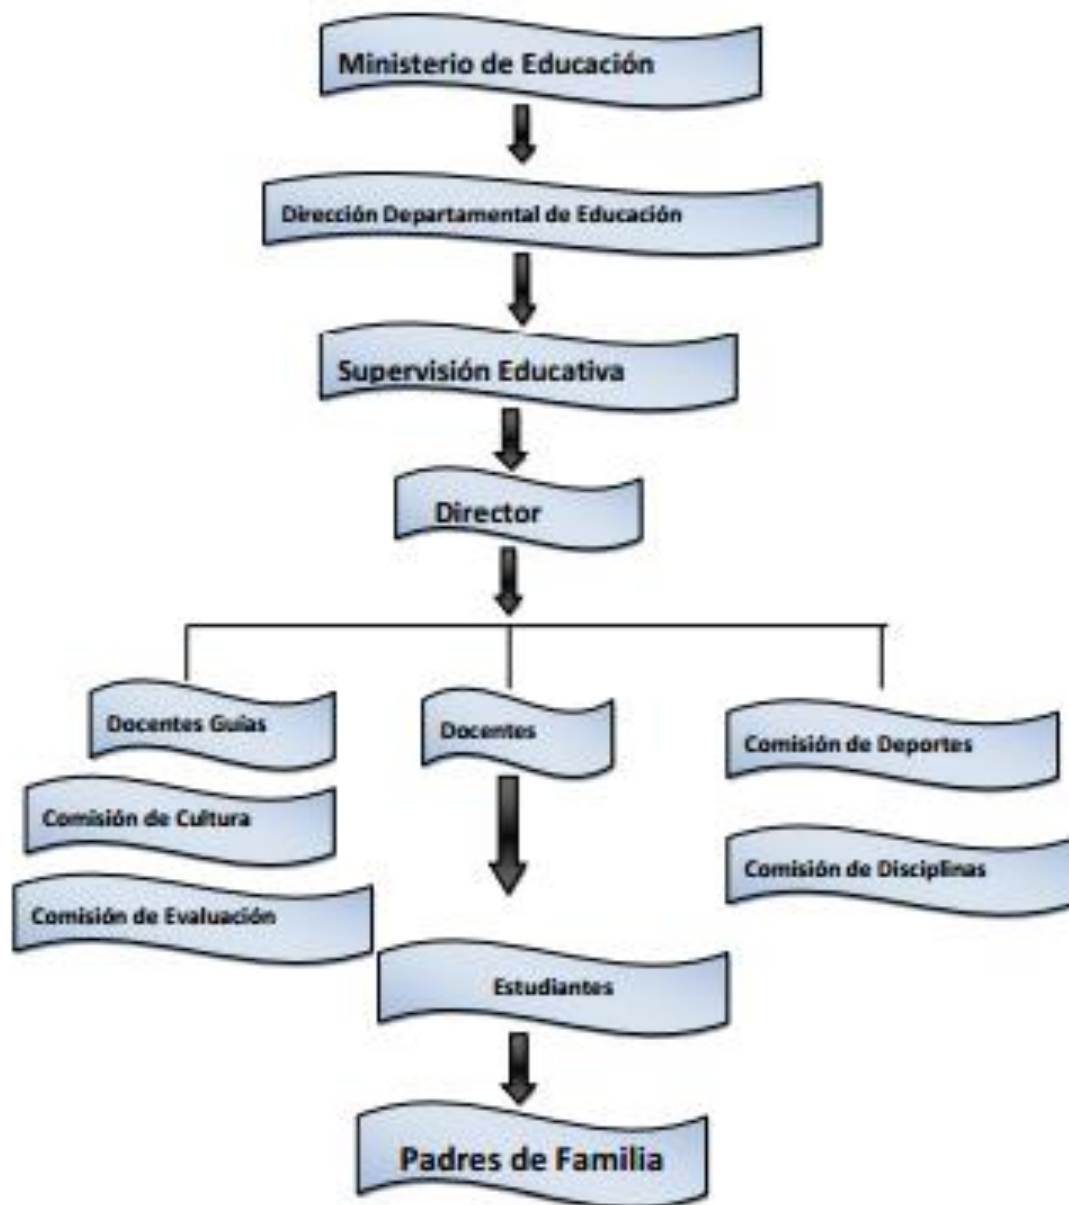 Ministerio de Educación
Dirección Departamental de Educación
Supervisión Educativa
Director
Docentes Guías
Docentes
Comisión de Deportes
Comisión de Cultura
Comisión de Disciplinas
Comisión de Evaluación
Estudiantes
Padres de Familia